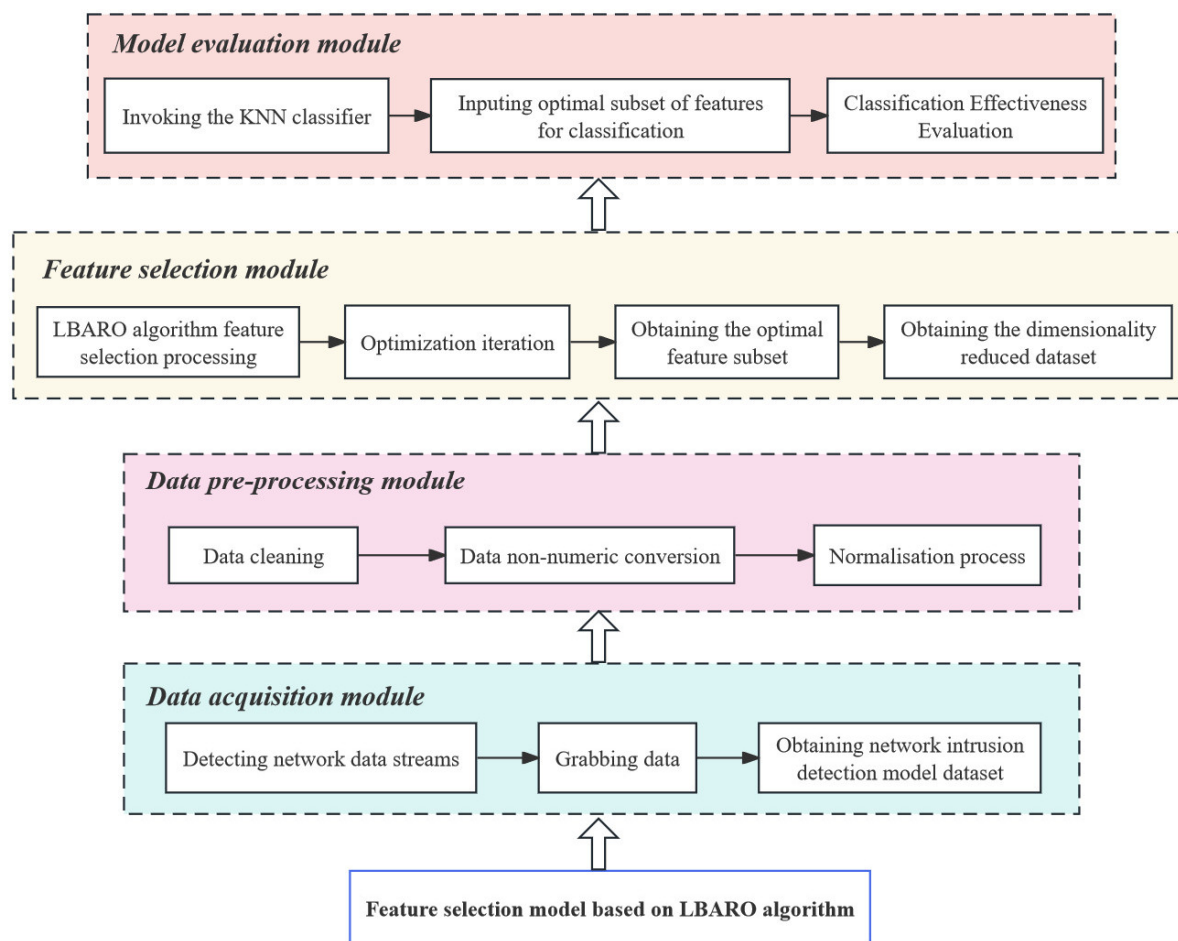 Model evaluation module
Invoking the KNN classifier
Inputing optimal subset of features
for classification
Classification Effectiveness
Evaluation
Feature selection module
LBARO algorithm feature
selection processing
Optimization iteration
Obtaining the optimal
feature subset
Obtaining the dimensionality
reduced dataset
Data pre-processing module
Data cleaning
Data non-numeric conversion
Normalisation process
Data acquisition module
Detecting network data streams
Grabbing data
Obtaining network intrusion
detection model dataset
Feature selection model based on LBARO algorithm